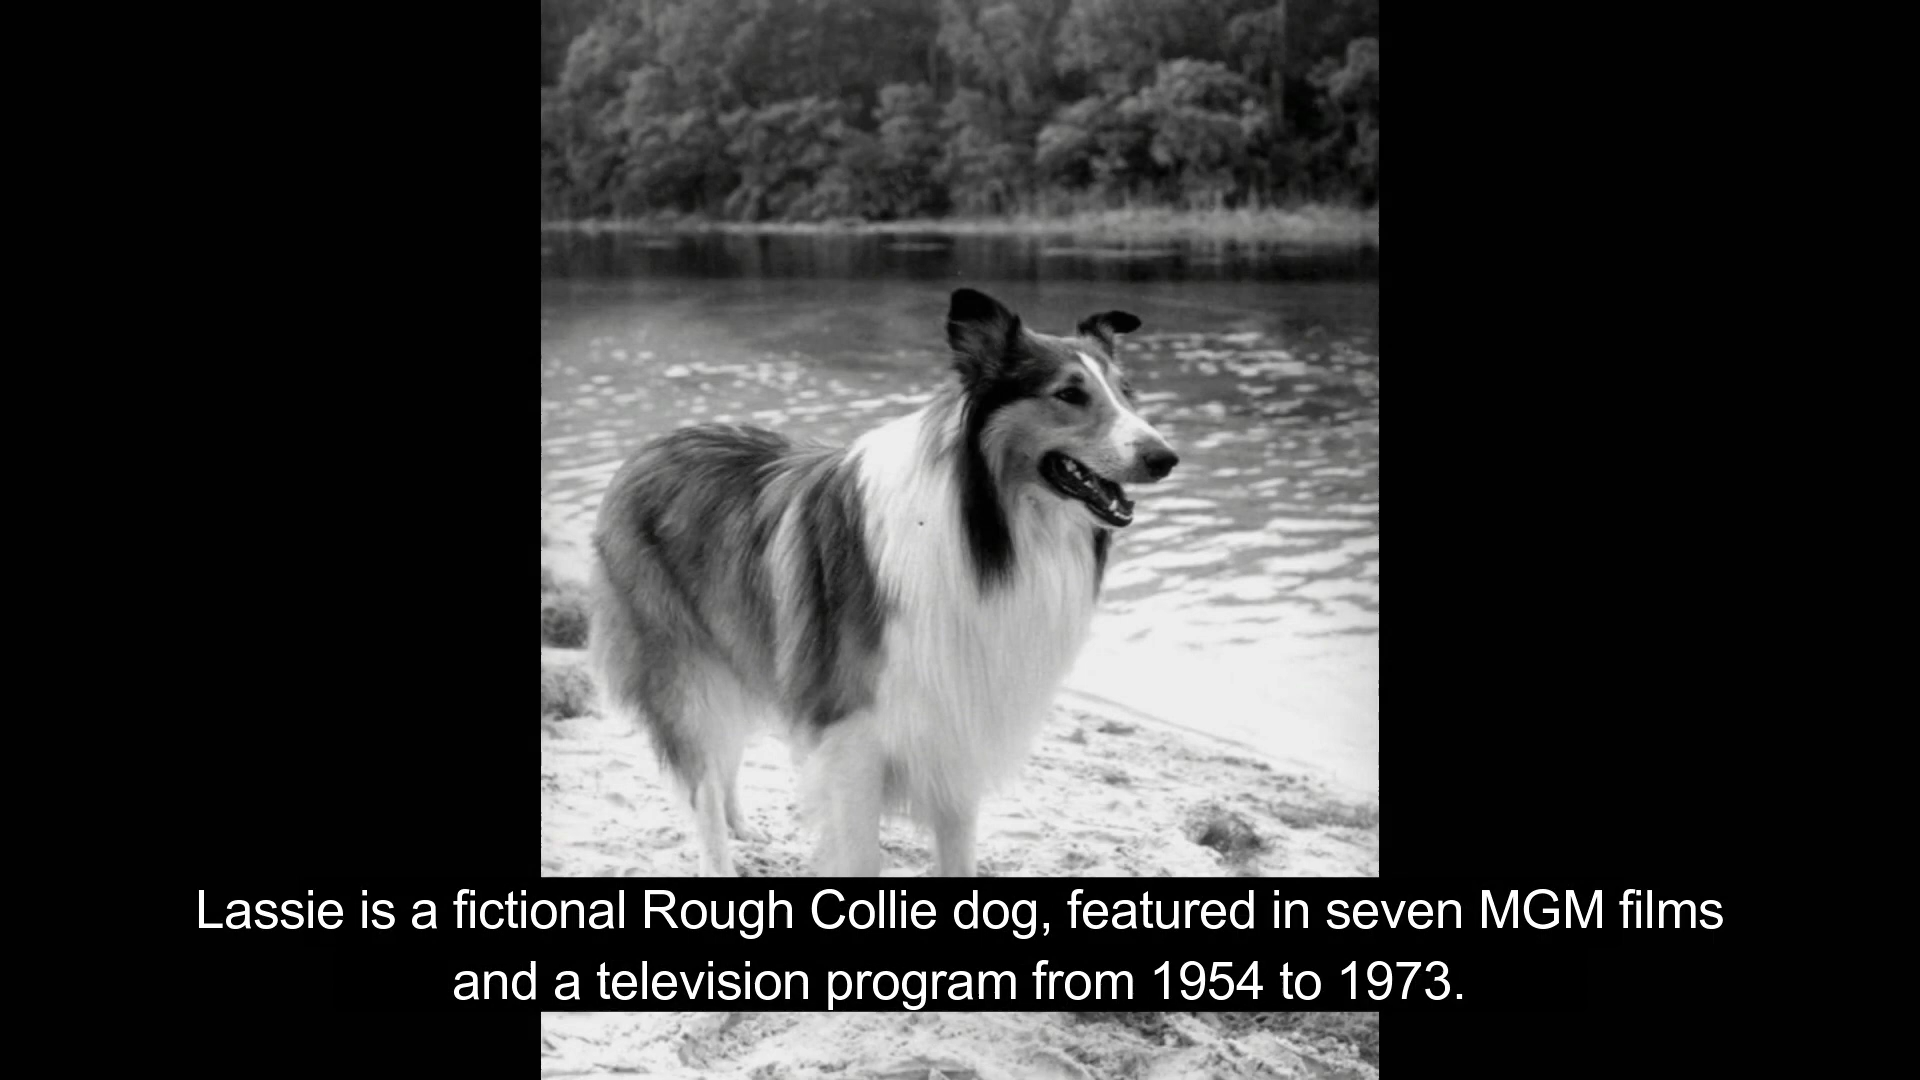 Lassie is a fictional Rough Collie dog, featured in seven MGM films
and a television program from 1954 to 1973.